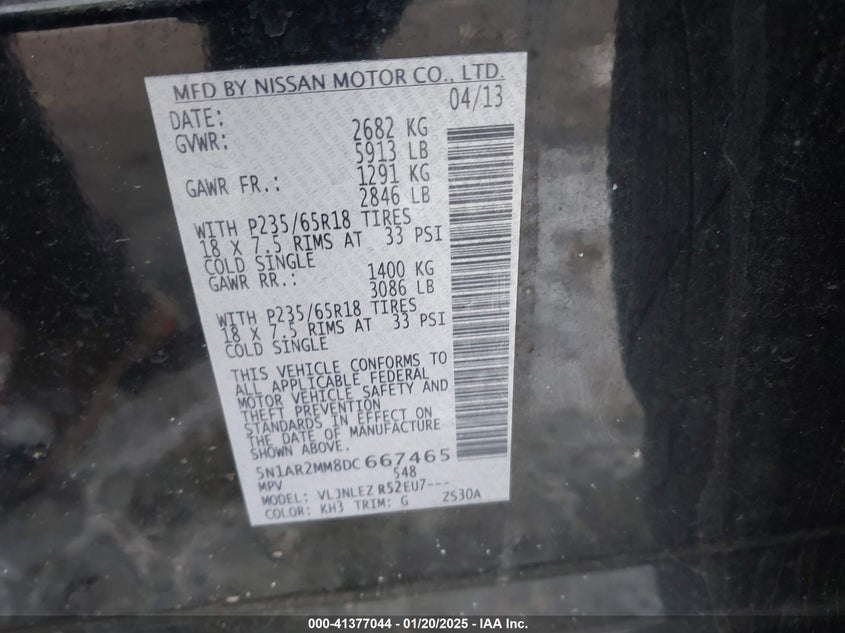 MFD BY NISSAN MOTOR CO., LTD.
DATE: 04/13
GVWR: 2682 KG
5913 LB
GAWR FR.: 1291 KG
2846 LB
WITH P235/65R18 TIRES
18 X 7.5 RIMS AT 33 PSI
COLD SINGLE
GAWR RR.: 1400 KG
3086 LB
WITH P235/65R18 TIRES
18 X 7.5 RIMS AT 33 PSI
COLD SINGLE
THIS VEHICLE CONFORMS TO
ALL APPLICABLE FEDERAL
MOTOR VEHICLE SAFETY AND
THEFT PREVENTION
STANDARDS IN EFFECT ON
THE DATE OF MANUFACTURE
SHOWN ABOVE.
5N1AR2MM8DC667465
MPV 548
MODEL: VLJNLEZ R52EU7---
COLOR: KH3 TRIM: G ZS30A
000-41377044 — 01/20/2025 - IAA Inc.